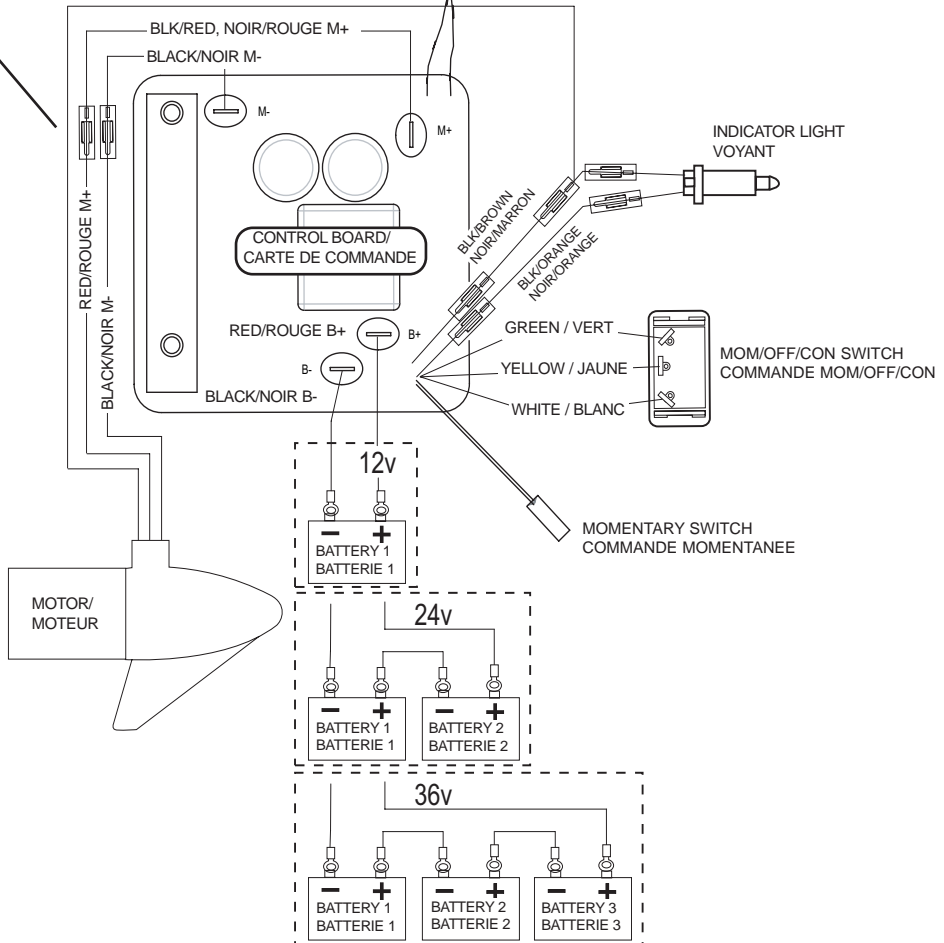 BLK/RED, NOIR/ROUGE M+
BLACK/NOIR M-
M-
M+
INDICATOR LIGHT
VOYANT
RED/ROUGE M+
BLACK/NOIR M-
BLK/BROWN
NOIR/MARRON
BLK/ORANGE
NOIR/ORANGE
CONTROL BOARD/
CARTE DE COMMANDE
RED/ROUGE B+
B+
B-
BLACK/NOIR B-
GREEN / VERT
YELLOW / JAUNE
WHITE / BLANC
MOM/OFF/CON SWITCH
COMMANDE MOM/OFF/CON
MOMENTARY SWITCH
COMMANDE MOMENTANEE
MOTOR/
MOTEUR
12v
– +
BATTERY 1
BATTERIE 1
24v
– +
BATTERY 1
BATTERIE 1
– +
BATTERY 2
BATTERIE 2
36v
– +
BATTERY 1
BATTERIE 1
– +
BATTERY 2
BATTERIE 2
– +
BATTERY 3
BATTERIE 3